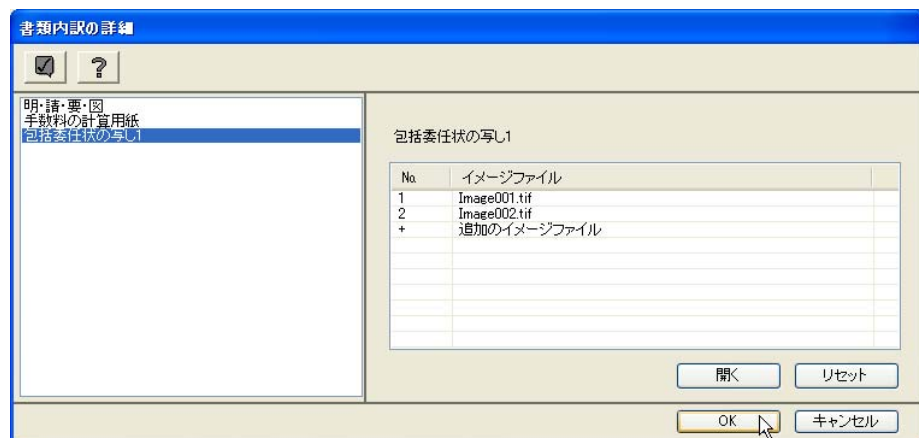 書類内訳の詳細
?
明・請・要・図
手数料の計算用紙
包括委任状の写し1
包括委任状の写し1
No. イメージファイル
1 Image001.tif
2 Image002.tif
+ 追加のイメージファイル
開く リセット
OK キャンセル